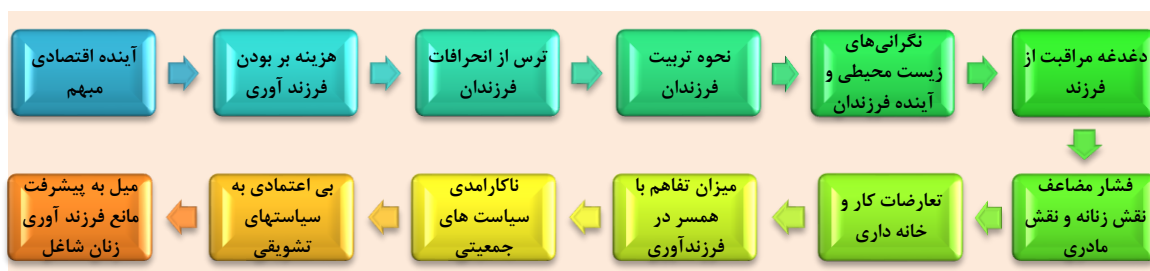 آینده اقتصادی
مبهم
هزینه بر بودن
فرزند آوری
ترس از انحرافات
فرزندان
نحوه تربیت
فرزندان
نگرانی‌های
زیست محیطی و
آینده فرزندان
دغدغه مراقبت از
فرزند
فشار مضاعف
نقش زنانه و نقش
مادری
تعارضات کار و
خانه داری
میزان تفاهم با
همسر در
فرزندآوری
ناکارامدی
سیاست های
جمعیتی
بی اعتمادی به
سیاستهای
تشویقی
میل به پیشرفت
مانع فرزند آوری
زنان شاغل